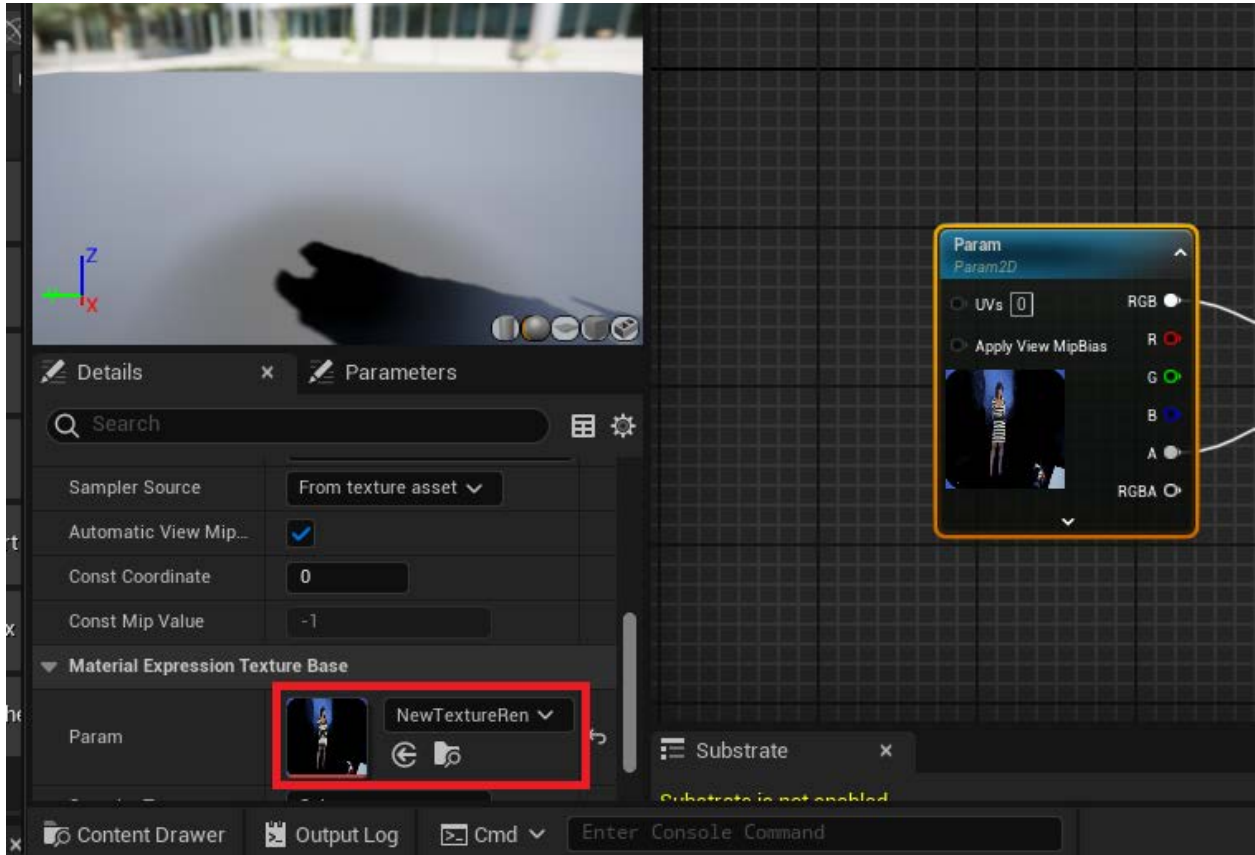 Z
X
Details
Parameters
Search
Sampler Source
From texture asset
Automatic View Mip...
Const Coordinate
0
Const Mip Value
-1
Material Expression Texture Base
Param
NewTextureRen
Param
Param2D
UVs 0
RGB
Apply View MipBias
R
G
B
A
RGBA
Substrate
Substrate is not enabled
Content Drawer
Output Log
Cmd
Enter Console Command